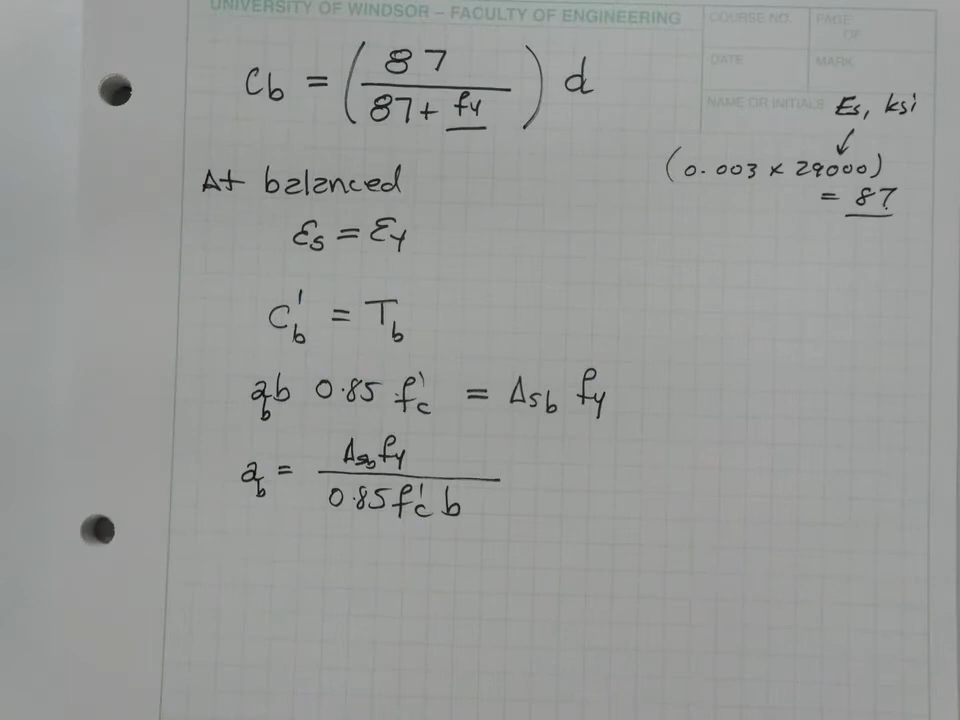 UNIVERSITY OF WINDSOR – FACULTY OF ENGINEERING
COURSE NO.
PAGE
OF
DATE
MARK
NAME OR INITIALS
Es, ksi
(0.003 x 29000)
= 87
Cb = (87 / (87 + fy)) d
At balanced
Es = Ey
C'b = Tb
ab b 0.85 f'c = Asb fy
ab = Asb fy / (0.85 f'c b)